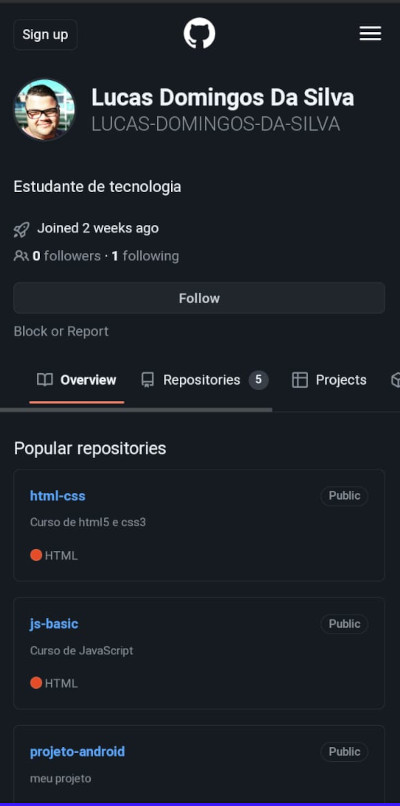 Sign up
Lucas Domingos Da Silva
LUCAS-DOMINGOS-DA-SILVA
Estudante de tecnologia
Joined 2 weeks ago
0 followers · 1 following
Follow
Block or Report
Overview Repositories 5 Projects
Popular repositories
html-css Public
Curso de html5 e css3
HTML
js-basic Public
Curso de JavaScript
HTML
projeto-android Public
meu projeto